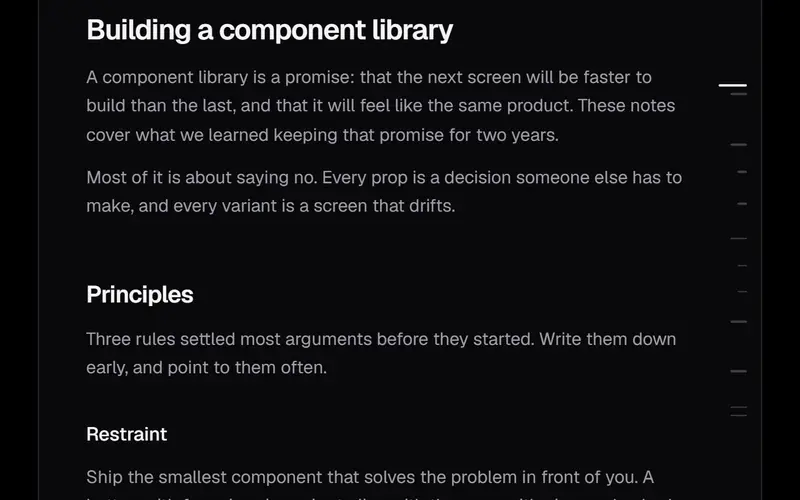 Building a component library
A component library is a promise: that the next screen will be faster to
build than the last, and that it will feel like the same product. These notes
cover what we learned keeping that promise for two years.
Most of it is about saying no. Every prop is a decision someone else has to
make, and every variant is a screen that drifts.
Principles
Three rules settled most arguments before they started. Write them down
early, and point to them often.
Restraint
Ship the smallest component that solves the problem in front of you. A